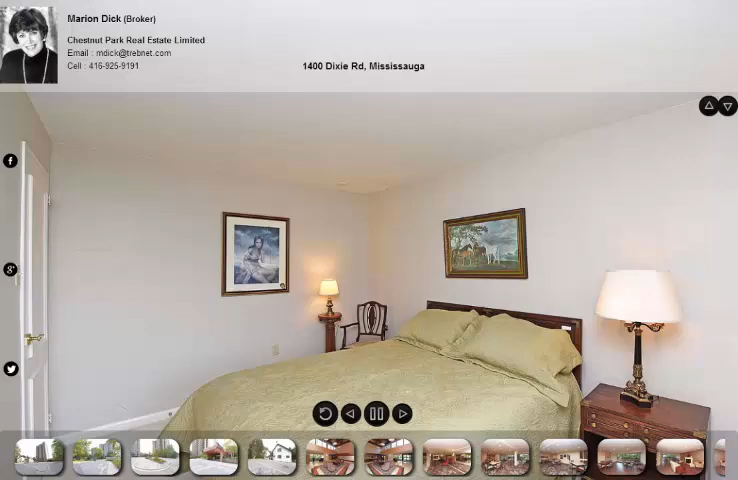 Marion Dick (Broker)
Chestnut Park Real Estate Limited
Email : mdick@trebnet.com
Cell : 416-925-9191
1400 Dixie Rd, Mississauga